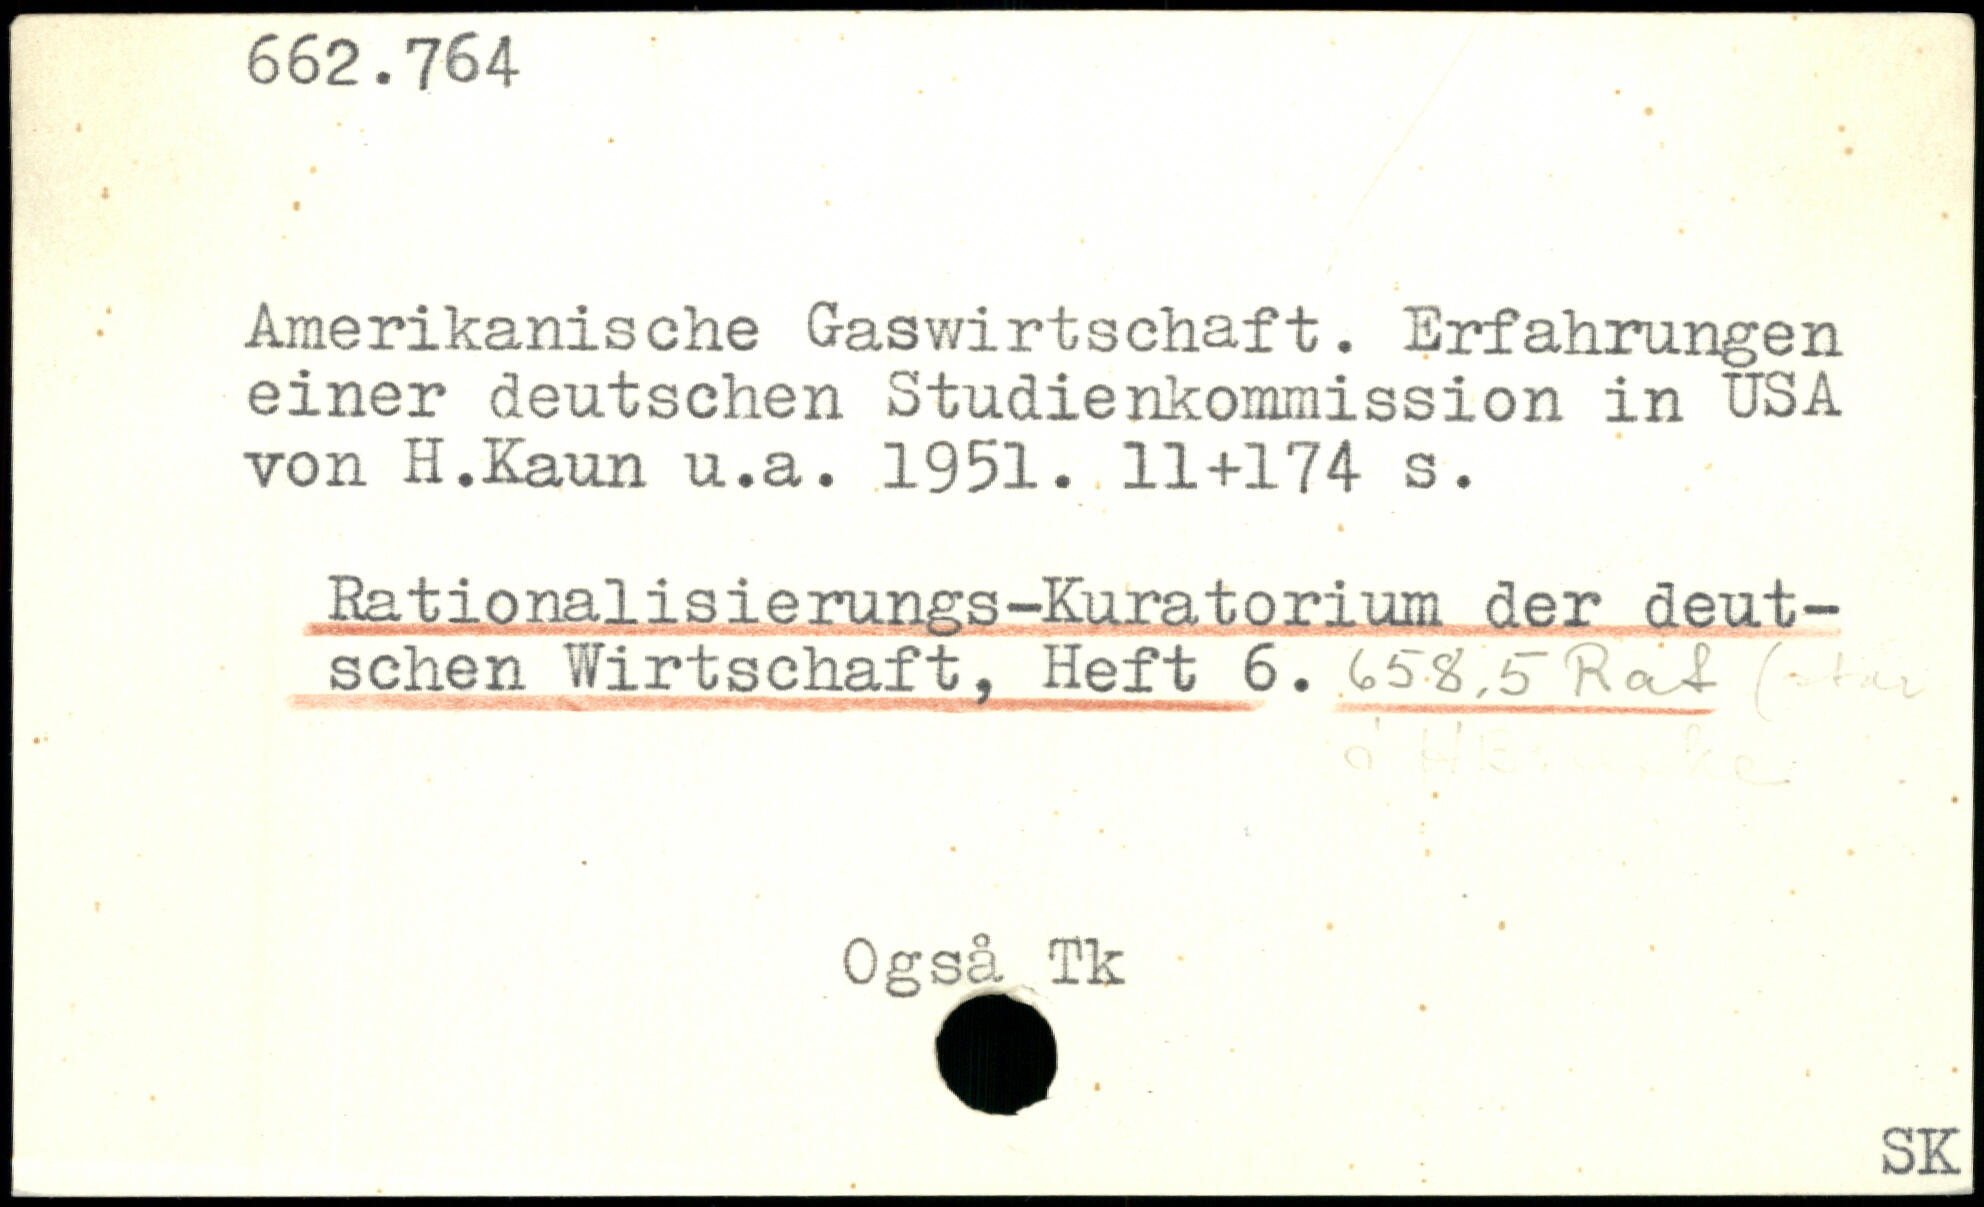 662.764
Amerikanische Gaswirtschaft. Erfahrungen
einer deutschen Studienkommission in USA
von H.Kaun u.a. 1951. 11+174 s.
Rationalisierungs-Kuratorium der deut-
schen Wirtschaft, Heft 6. 658.5 Rat
Også Tk
SK